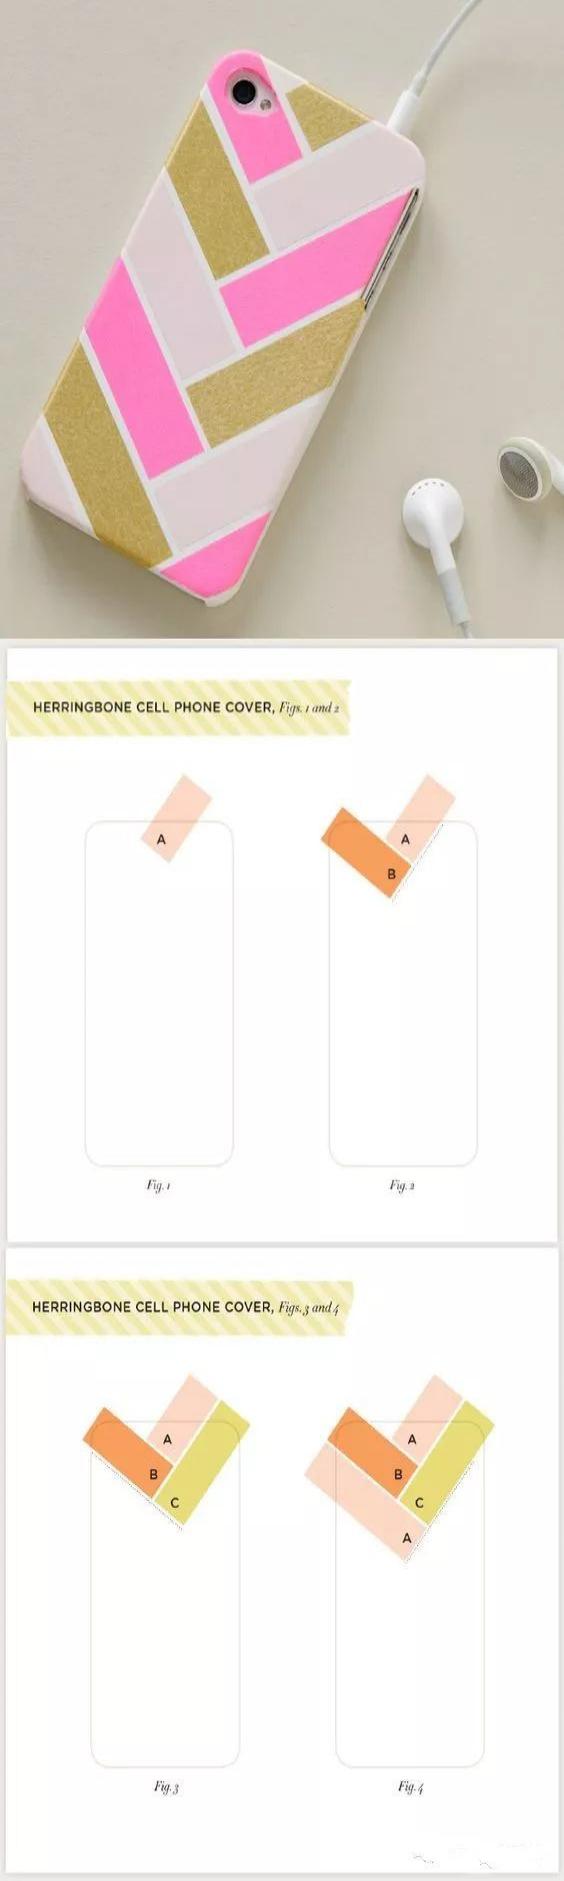 HERRINGBONE CELL PHONE COVER, Figs. 1 and 2
A
A
B
Fig. 1
Fig. 2
HERRINGBONE CELL PHONE COVER, Figs. 3 and 4
A
B
C
A
B
C
A
Fig. 3
Fig. 4